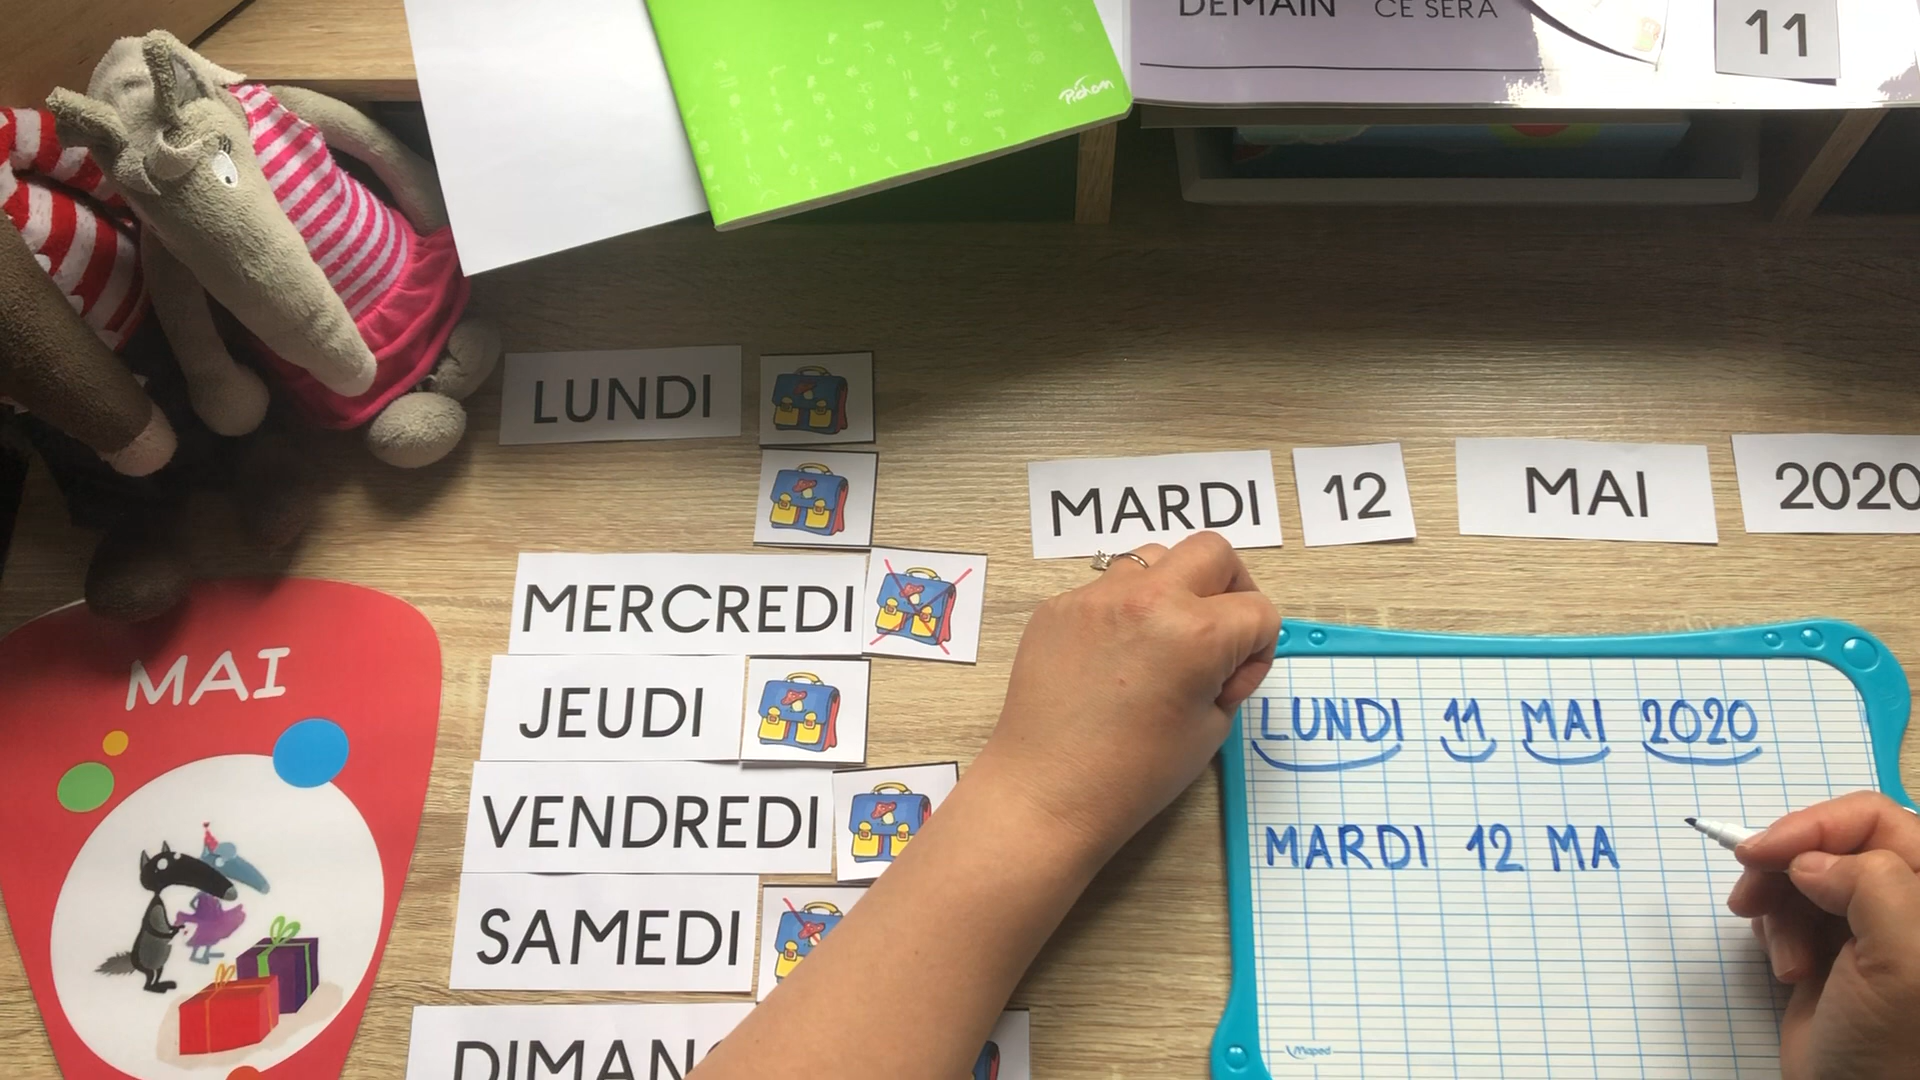 DEMAIN CE SERA
11
Pichon
LUNDI
MARDI 12 MAI 2020
MERCREDI
MAI
JEUDI
LUNDI 11 MAI 2020
VENDREDI
MARDI 12 MA
SAMEDI
DIMAN
Maped